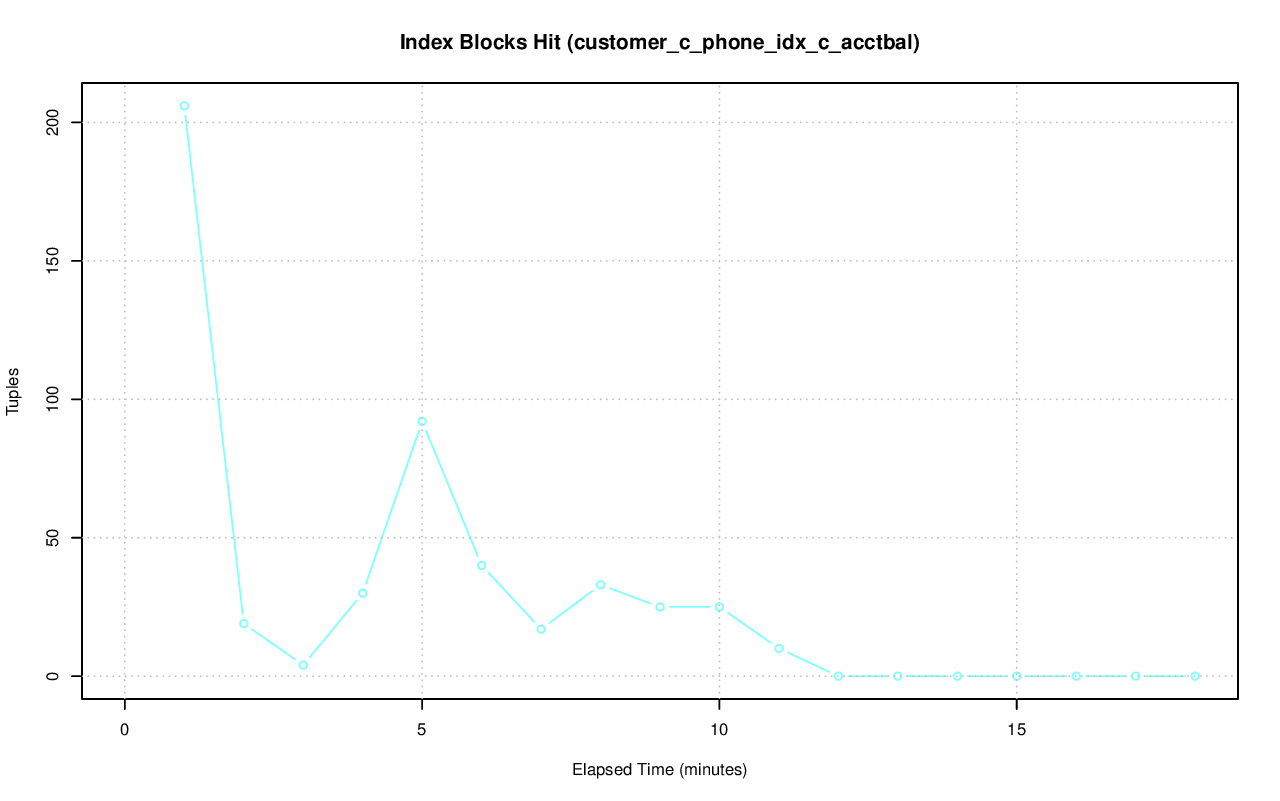 Index Blocks Hit (customer_c_phone_idx_c_acctbal)
Tuples
200
150
100
50
0
0 5 10 15
Elapsed Time (minutes)